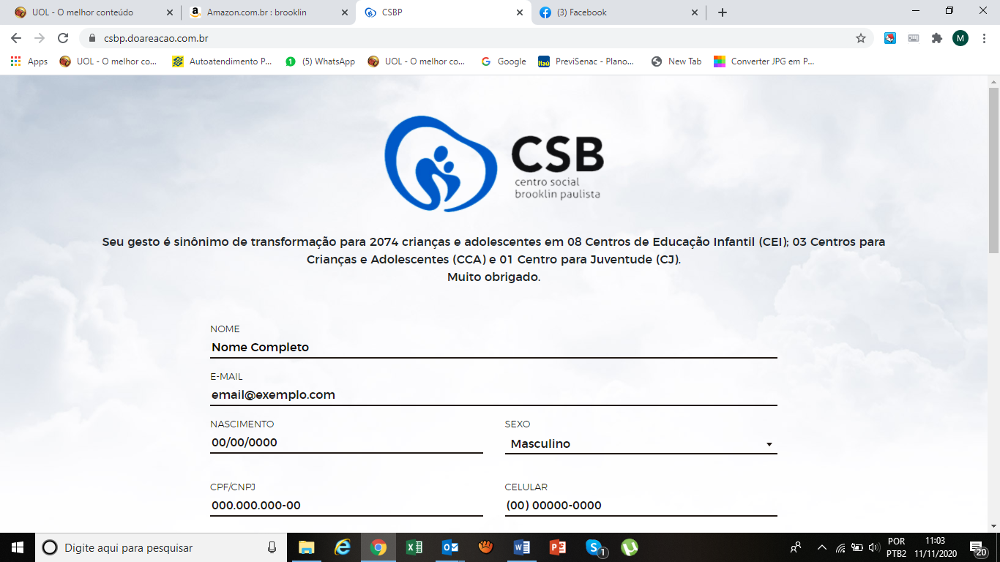 UOL - O melhor conteúdo
Amazon.com.br : brooklin
CSBP
(3) Facebook
csbp.doareacao.com.br
M
Apps
UOL - O melhor co...
Autoatendimento P...
(5) WhatsApp
UOL - O melhor co...
Google
PreviSenac - Plano...
New Tab
Converter JPG em P...
CSB
centro social
brooklin paulista
Seu gesto é sinônimo de transformação para 2074 crianças e adolescentes em 08 Centros de Educação Infantil (CEI); 03 Centros para
Crianças e Adolescentes (CCA) e 01 Centro para Juventude (CJ).
Muito obrigado.
NOME
Nome Completo
E-MAIL
email@exemplo.com
NASCIMENTO
00/00/0000
SEXO
Masculino
CPF/CNPJ
000.000.000-00
CELULAR
(00) 00000-0000
Digite aqui para pesquisar
1
POR
PTB2
11:03
11/11/2020
20